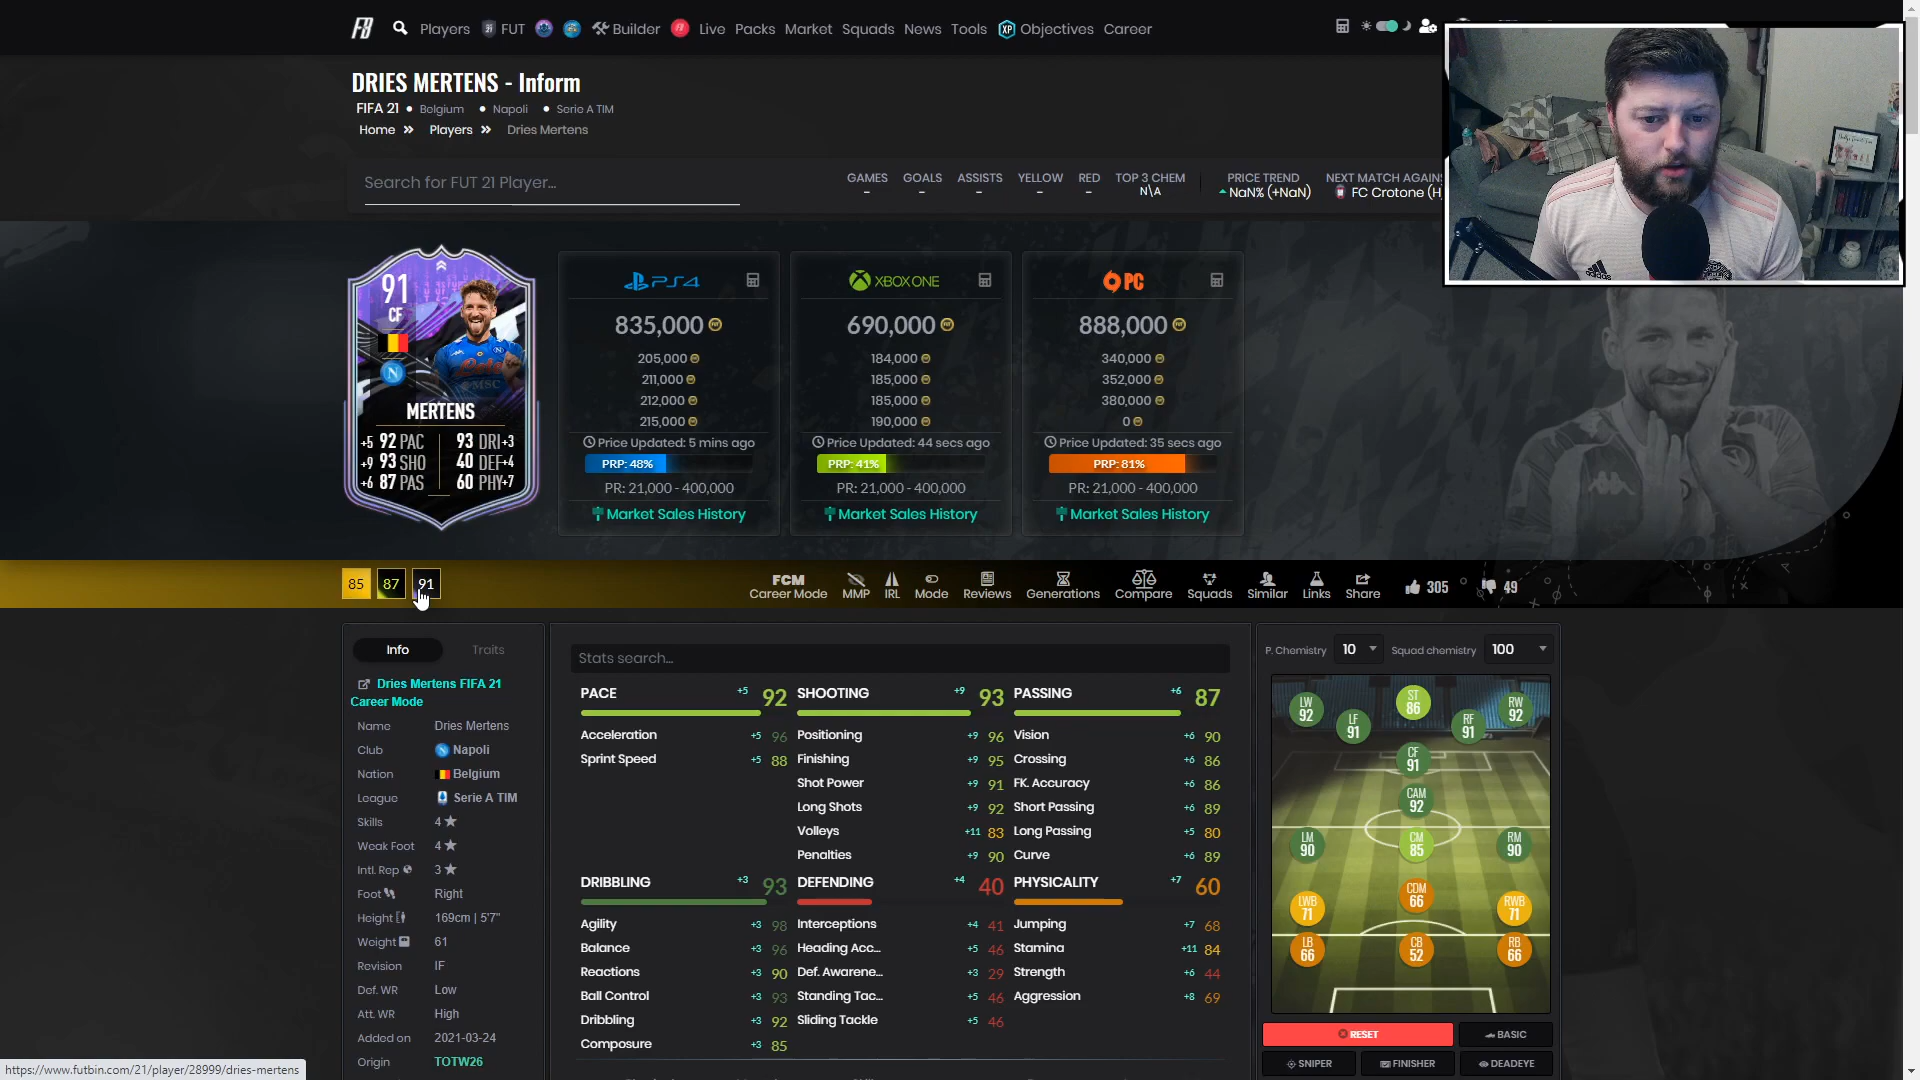 FB Players FUT Builder Live Packs Market Squads News Tools XP Objectives Career
DRIES MERTENS - Inform
FIFA 21 • Belgium • Napoli • Serie A TIM
Home » Players » Dries Mertens
Search for FUT 21 Player...
GAMES GOALS ASSISTS YELLOW RED TOP 3 CHEM PRICE TREND NEXT MATCH AGAINS
- - - - - N\A NaN% (+NaN) FC Crotone (H
91
CF
MERTENS
+5 92 PAC 93 DRI +3
+9 93 SHO 40 DEF +4
+6 87 PAS 60 PHY +7
PS4
835,000
205,000
211,000
212,000
215,000
Price Updated: 5 mins ago
PRP: 48%
PR: 21,000 - 400,000
Market Sales History
XBOX ONE
690,000
184,000
185,000
185,000
190,000
Price Updated: 44 secs ago
PRP: 41%
PR: 21,000 - 400,000
Market Sales History
PC
888,000
340,000
352,000
380,000
0
Price Updated: 35 secs ago
PRP: 81%
PR: 21,000 - 400,000
Market Sales History
85 87 91
FCM
Career Mode MMP IRL Mode Reviews Generations Compare Squads Similar Links Share 305 49
Info Traits
Dries Mertens FIFA 21
Career Mode
Name Dries Mertens
Club Napoli
Nation Belgium
League Serie A TIM
Skills 4
Weak Foot 4
Intl. Rep 3
Foot Right
Height 169cm | 5'7"
Weight 61
Revision IF
Def. WR Low
Att. WR High
Added on 2021-03-24
Origin TOTW26
Stats search...
PACE +5 92
Acceleration +5 96
Sprint Speed +5 88
SHOOTING +9 93
Positioning +9 96
Finishing +9 95
Shot Power +9 91
Long Shots +9 92
Volleys +11 83
Penalties +9 90
PASSING +6 87
Vision +6 90
Crossing +6 86
FK. Accuracy +6 86
Short Passing +6 89
Long Passing +5 80
Curve +6 89
DRIBBLING +3 93
Agility +3 98
Balance +3 96
Reactions +3 90
Ball Control +3 93
Dribbling +3 92
Composure +3 85
DEFENDING +4 40
Interceptions +4 41
Heading Acc... +5 46
Def. Awarene... +3 29
Standing Tac... +5 46
Sliding Tackle +5 46
PHYSICALITY +7 60
Jumping +7 68
Stamina +11 84
Strength +6 44
Aggression +8 69
P. Chemistry 10 Squad chemistry 100
LW 92
ST 86
RW 92
LF 91
RF 91
CF 91
CAM 92
LM 90
CM 85
RM 90
CDM 66
LWB 71
RWB 71
LB 66
CB 52
RB 66
RESET BASIC
SNIPER FINISHER DEADEYE
https://www.futbin.com/21/player/28999/dries-mertens